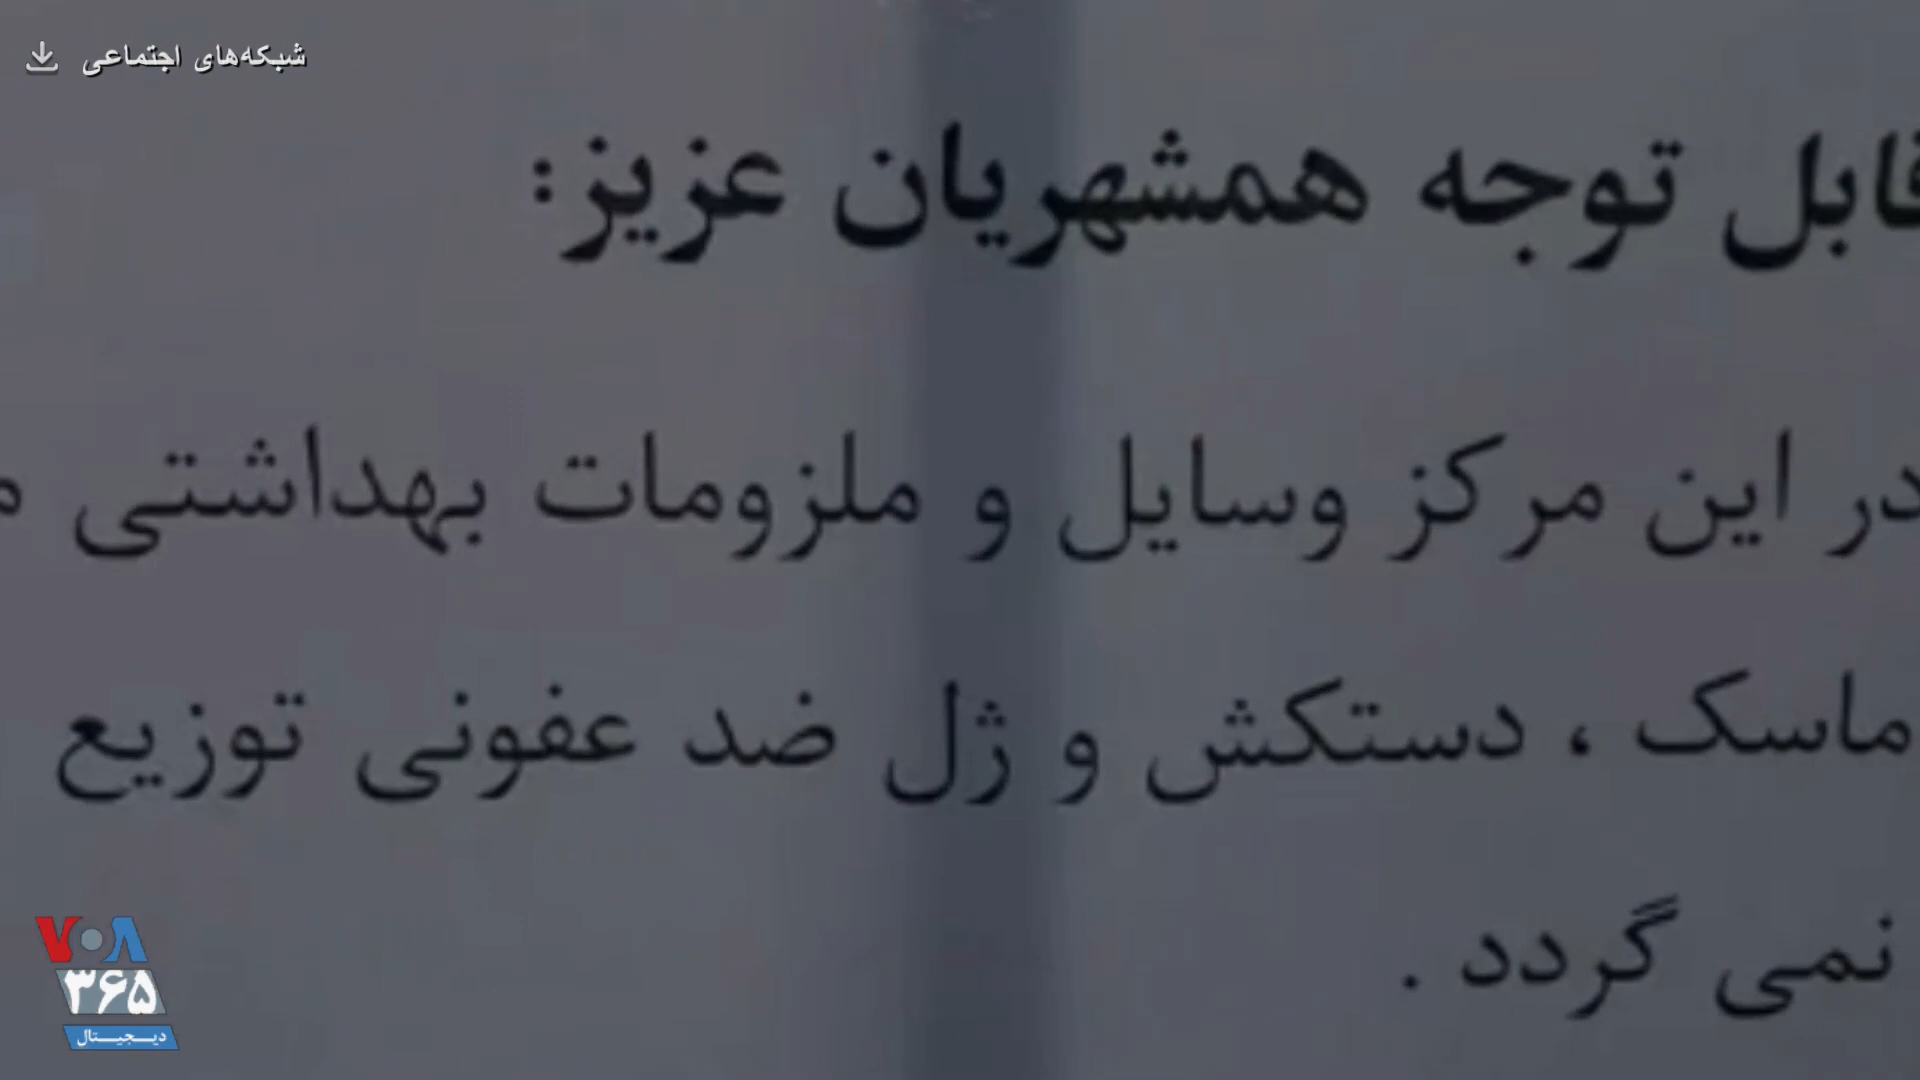 شبکه‌های اجتماعی
قابل توجه همشهریان عزیز:
در این مرکز وسایل و ملزومات بهداشتی
ماسک ، دستکش و ژل ضد عفونی توزیع
نمی گردد .
VOA
۳۶۵
دیجیتال